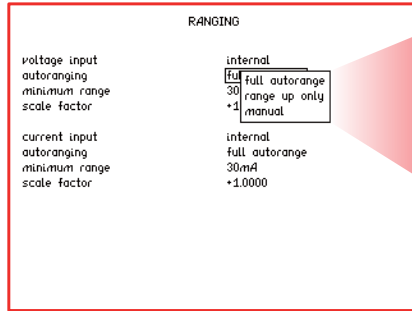 RANGING
voltage input internal
autoranging
full autorange
minimum range 30
range up only
scale factor +1
manual
current input internal
autoranging full autorange
minimum range 30mA
scale factor +1.0000